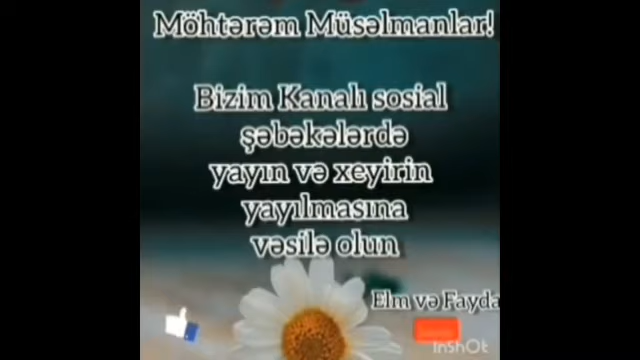 Möhtərəm Müsəlmanlar!
Bizim Kanalı sosial
şəbəkələrdə
yayın və xeyirin
yayılmasına
vəsilə olun
Elm və Fayda
InShOt